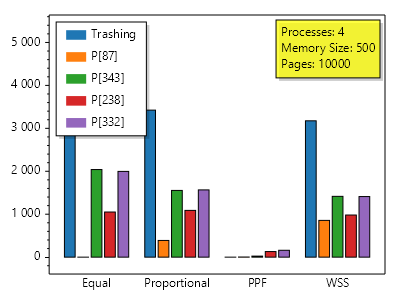 5 000
4 000
3 000
2 000
1 000
0
Trashing
P[87]
P[343]
P[238]
P[332]
Processes: 4
Memory Size: 500
Pages: 10000
Equal Proportional PPF WSS